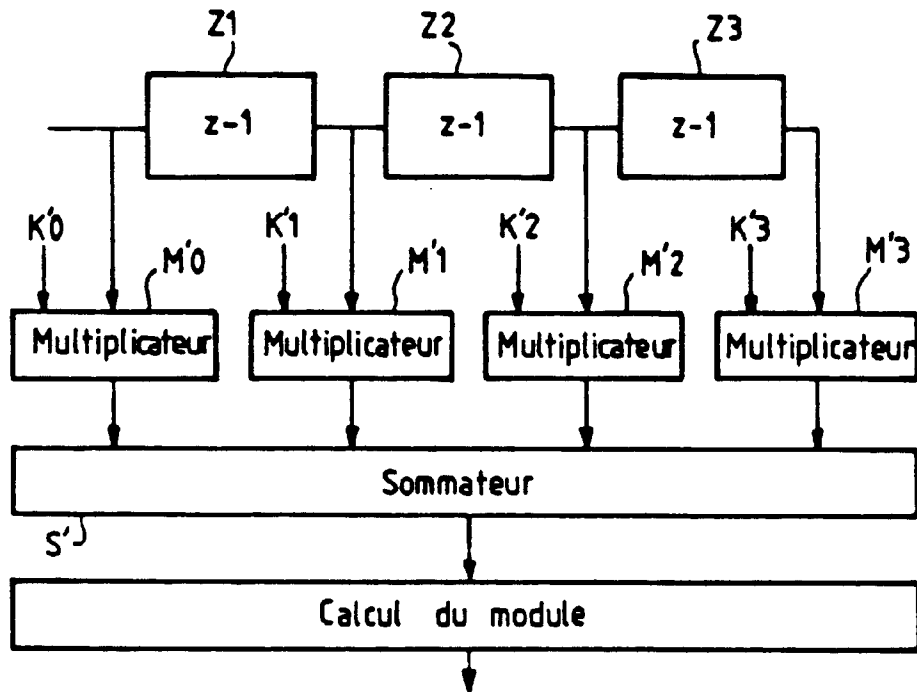 Z1 Z2 Z3
z-1 z-1 z-1
K'0 K'1 K'2 K'3
M'0 M'1 M'2 M'3
Multiplicateur Multiplicateur Multiplicateur Multiplicateur
Sommateur
S'
Calcul du module